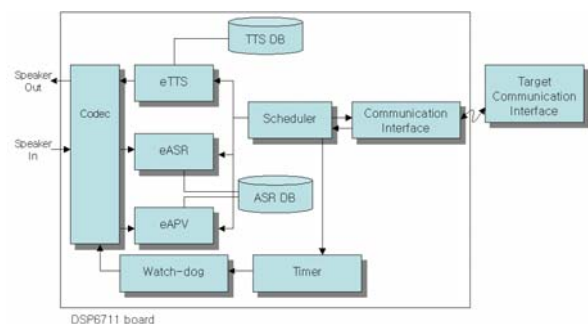 TTS DB
Speaker
Out
eTTS
Codec
Scheduler
Communication
Interface
Target
Communication
Interface
Speaker
In
eASR
ASR DB
eAPV
Watch-dog
Timer
DSP6711 board